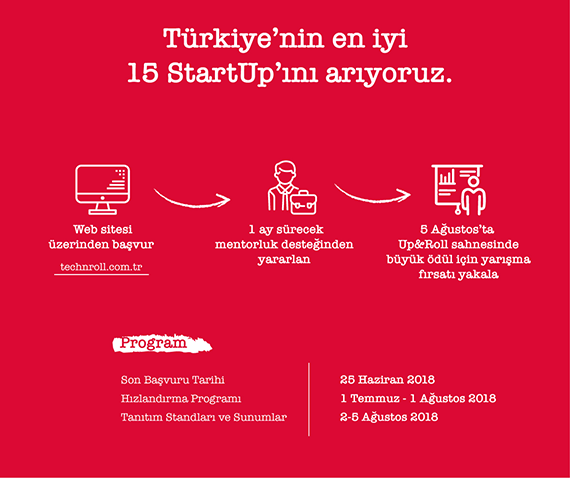 Türkiye'nin en iyi
15 StartUp'ını arıyoruz.
Web sitesi
üzerinden başvur
technroll.com.tr
1 ay sürecek
mentorluk desteğinden
yararlan
5 Ağustos'ta
Up&Roll sahnesinde
büyük ödül için yarışma
fırsatı yakala
Program
Son Başvuru Tarihi 25 Haziran 2018
Hızlandırma Programı 1 Temmuz - 1 Ağustos 2018
Tanıtım Standları ve Sunumlar 2-5 Ağustos 2018